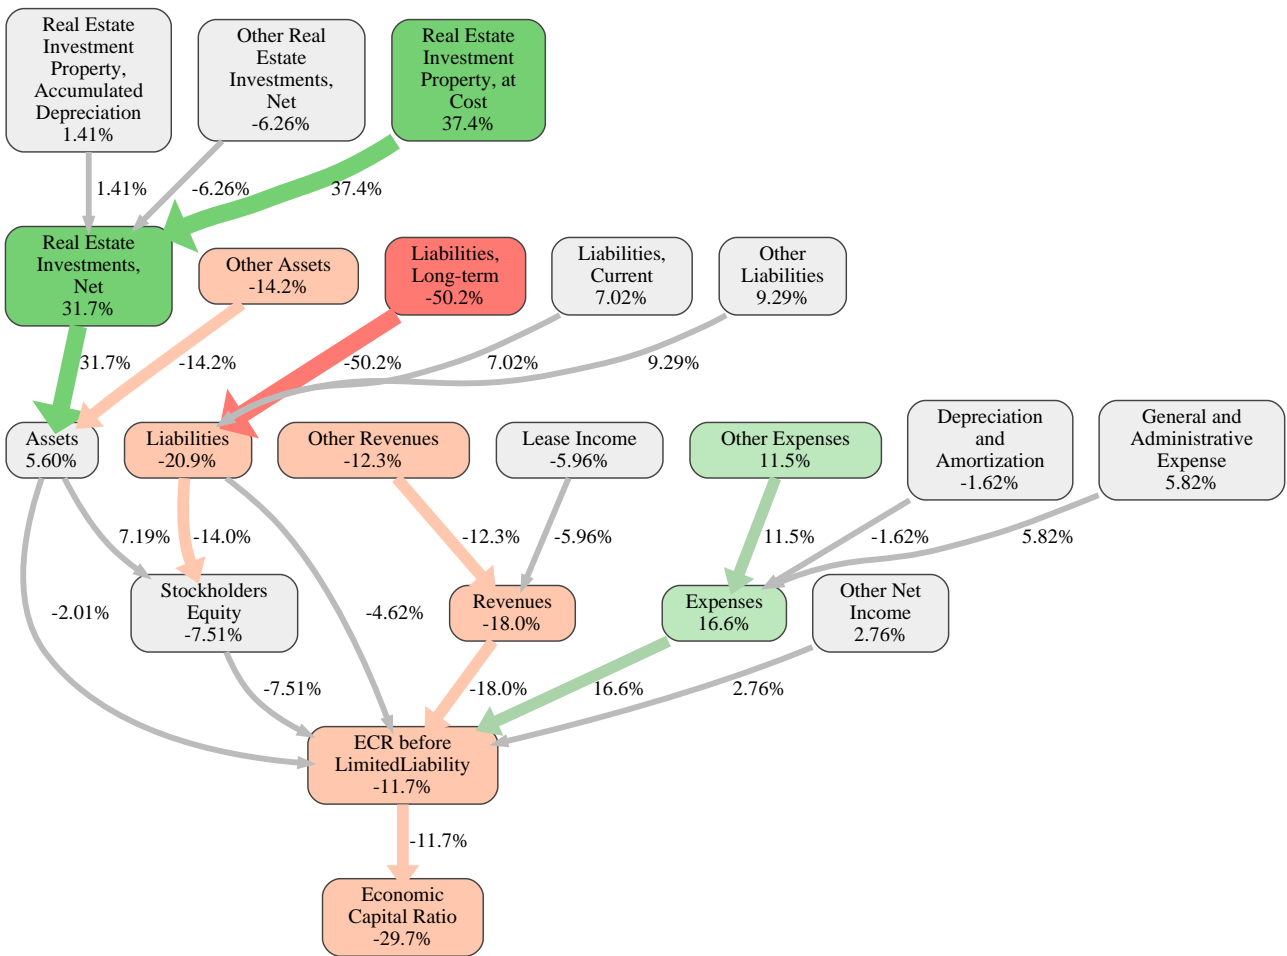 Real Estate
Investment
Property,
Accumulated
Depreciation
1.41%
Other Real
Estate
Investments,
Net
-6.26%
Real Estate
Investment
Property, at
Cost
37.4%
1.41%
-6.26%
37.4%
Real Estate
Investments,
Net
31.7%
Other Assets
-14.2%
Liabilities,
Long-term
-50.2%
Liabilities,
Current
7.02%
Other
Liabilities
9.29%
31.7%
-14.2%
-50.2%
7.02%
9.29%
Assets
5.60%
Liabilities
-20.9%
Other Revenues
-12.3%
Lease Income
-5.96%
Other Expenses
11.5%
Depreciation
and
Amortization
-1.62%
General and
Administrative
Expense
5.82%
7.19%
-14.0%
-12.3%
-5.96%
11.5%
-1.62%
5.82%
-2.01%
Stockholders
Equity
-7.51%
-4.62%
Revenues
-18.0%
Expenses
16.6%
Other Net
Income
2.76%
-7.51%
-18.0%
16.6%
2.76%
ECR before
LimitedLiability
-11.7%
-11.7%
Economic
Capital Ratio
-29.7%